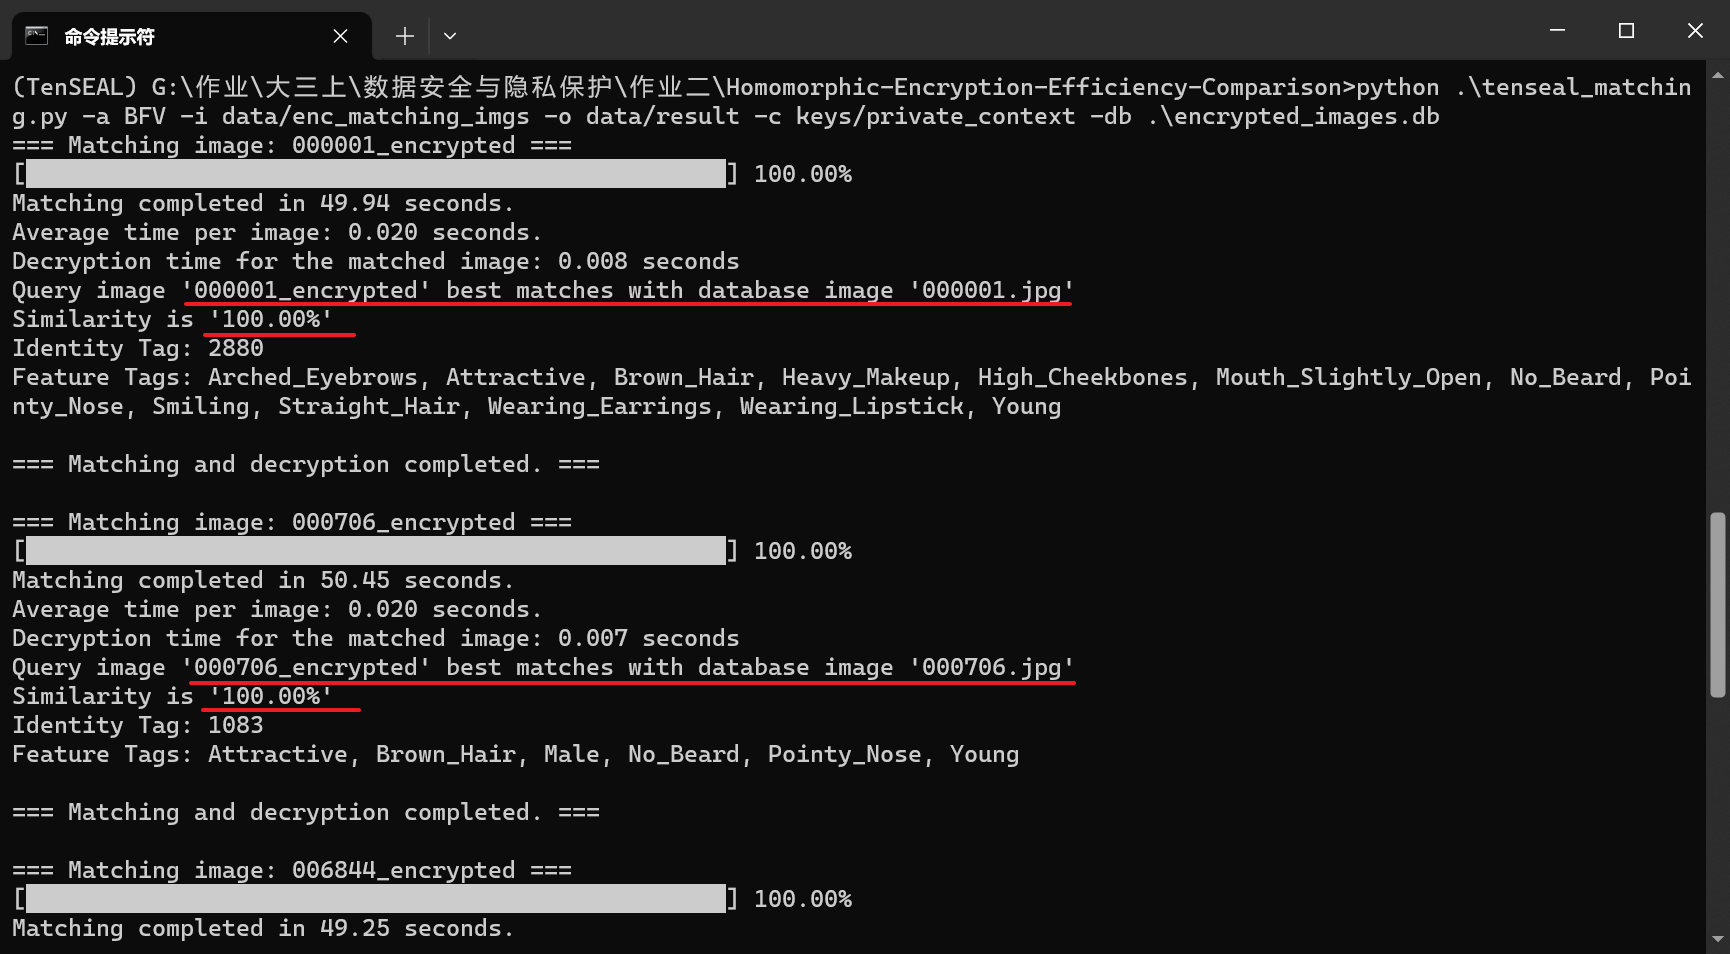 命令提示符
(TenSEAL) G:\作业\大三上\数据安全与隐私保护\作业二\Homomorphic-Encryption-Efficiency-Comparison>python .\tenseal_matchin
g.py -a BFV -i data/enc_matching_imgs -o data/result -c keys/private_context -db .\encrypted_images.db
=== Matching image: 000001_encrypted ===
[] 100.00%
Matching completed in 49.94 seconds.
Average time per image: 0.020 seconds.
Decryption time for the matched image: 0.008 seconds
Query image '000001_encrypted' best matches with database image '000001.jpg'
Similarity is '100.00%'
Identity Tag: 2880
Feature Tags: Arched_Eyebrows, Attractive, Brown_Hair, Heavy_Makeup, High_Cheekbones, Mouth_Slightly_Open, No_Beard, Poi
nty_Nose, Smiling, Straight_Hair, Wearing_Earrings, Wearing_Lipstick, Young
=== Matching and decryption completed. ===
=== Matching image: 000706_encrypted ===
[] 100.00%
Matching completed in 50.45 seconds.
Average time per image: 0.020 seconds.
Decryption time for the matched image: 0.007 seconds
Query image '000706_encrypted' best matches with database image '000706.jpg'
Similarity is '100.00%'
Identity Tag: 1083
Feature Tags: Attractive, Brown_Hair, Male, No_Beard, Pointy_Nose, Young
=== Matching and decryption completed. ===
=== Matching image: 006844_encrypted ===
[] 100.00%
Matching completed in 49.25 seconds.